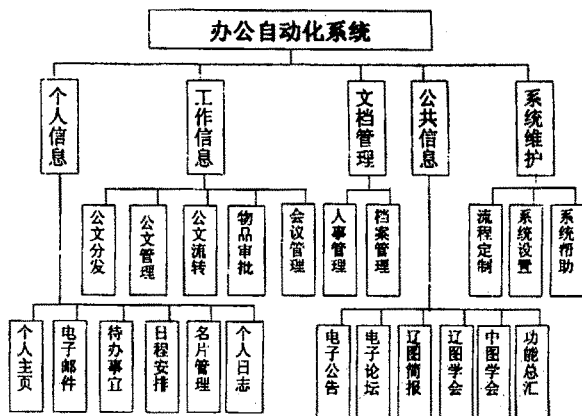 办公自动化系统
个人信息
工作信息
文档管理
公共信息
系统维护
公文分发
公文管理
公文流转
物品审批
会议管理
人事管理
档案管理
流程定制
系统设置
系统帮助
个人主页
电子邮件
待办事宜
日程安排
名片管理
个人日志
电子公告
电子论坛
辽图简报
辽图学会
中图学会
功能总汇